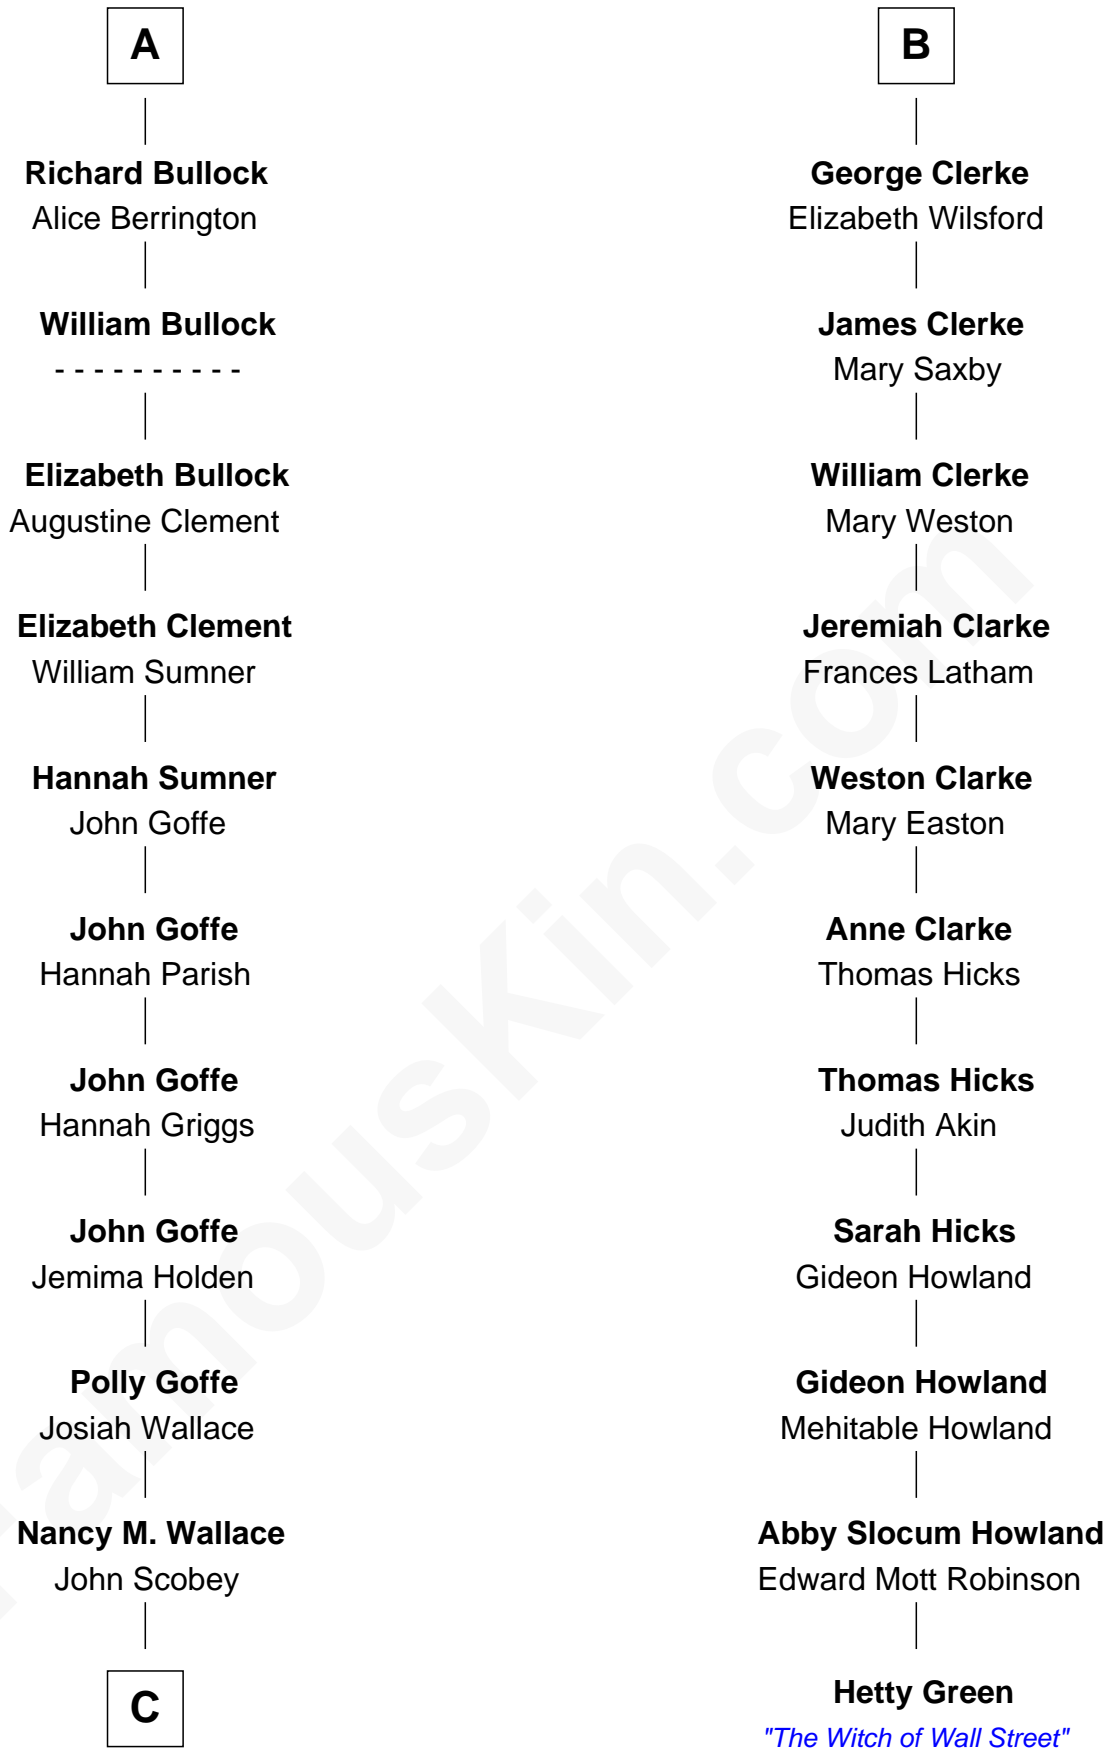 A
Richard Bullock
Alice Berrington
William Bullock
- - - - - - - - - -
Elizabeth Bullock
Augustine Clement
Elizabeth Clement
William Sumner
Hannah Sumner
John Goffe
John Goffe
Hannah Parish
John Goffe
Hannah Griggs
John Goffe
Jemima Holden
Polly Goffe
Josiah Wallace
Nancy M. Wallace
John Scobey
C
B
George Clerke
Elizabeth Wilsford
James Clerke
Mary Saxby
William Clerke
Mary Weston
Jeremiah Clarke
Frances Latham
Weston Clarke
Mary Easton
Anne Clarke
Thomas Hicks
Thomas Hicks
Judith Akin
Sarah Hicks
Gideon Howland
Gideon Howland
Mehitable Howland
Abby Slocum Howland
Edward Mott Robinson
Hetty Green
"The Witch of Wall Street"
FamousKin.com